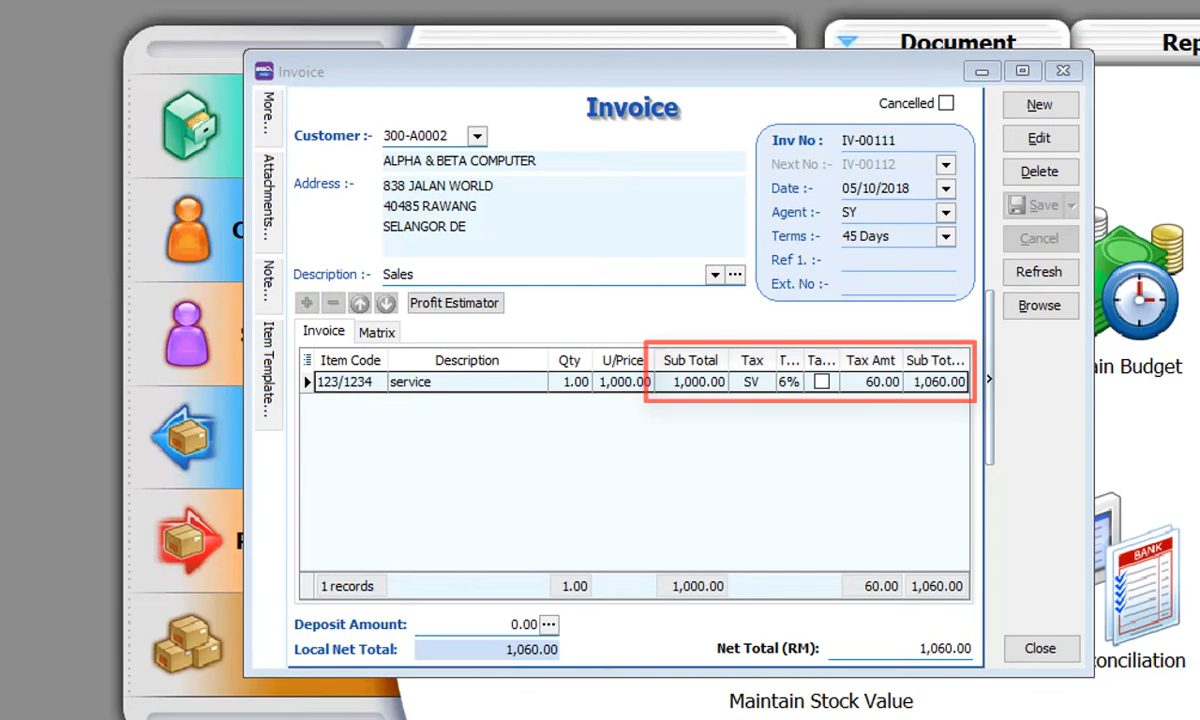 Document
Rep
Invoice
More...
Attachments...
Note...
Item Template...
Invoice
Cancelled
Customer :- 300-A0002
ALPHA & BETA COMPUTER
Address :- 838 JALAN WORLD
40485 RAWANG
SELANGOR DE
Description :- Sales
Inv No : IV-00111
Next No :- IV-00112
Date :- 05/10/2018
Agent :- SY
Terms :- 45 Days
Ref 1. :-
Ext. No :-
New
Edit
Delete
Save
Cancel
Refresh
Browse
Profit Estimator
Invoice Matrix
Item Code Description Qty U/Price Sub Total Tax T... Ta... Tax Amt Sub Tot...
123/1234 service 1.00 1,000.00 1,000.00 SV 6% 60.00 1,060.00
1 records 1.00 1,000.00 60.00 1,060.00
Deposit Amount: 0.00
Local Net Total: 1,060.00
Net Total (RM): 1,060.00
Close
in Budget
BANK
conciliation
Maintain Stock Value